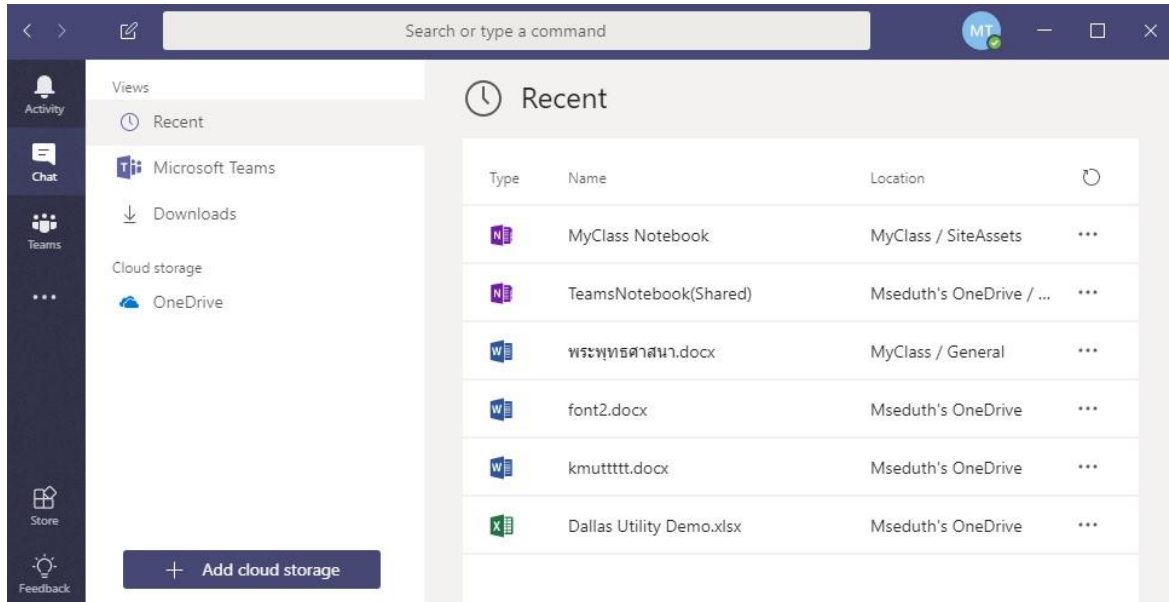 Search or type a command
MT
Activity
Chat
Teams
Store
Feedback
Views
Recent
Microsoft Teams
Downloads
Cloud storage
OneDrive
+ Add cloud storage
Recent
Type Name Location
MyClass Notebook MyClass / SiteAssets
TeamsNotebook(Shared) Mseduth's OneDrive / ...
พระพุทธศาสนา.docx MyClass / General
font2.docx Mseduth's OneDrive
kmuttttt.docx Mseduth's OneDrive
Dallas Utility Demo.xlsx Mseduth's OneDrive